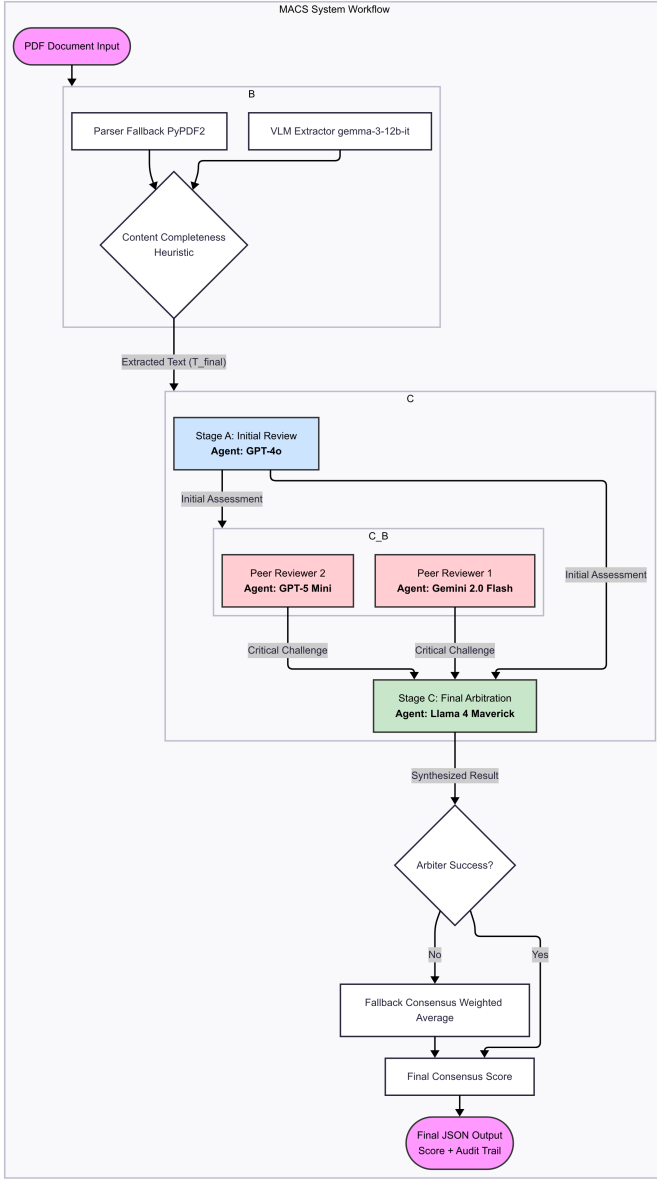 MACS System Workflow
PDF Document Input
B
Parser Fallback PyPDF2
VLM Extractor gemma-3-12b-it
Content Completeness
Heuristic
Extracted Text (T_final)
C
Stage A: Initial Review
Agent: GPT-4o
Initial Assessment
C_B
Peer Reviewer 2
Agent: GPT-5 Mini
Peer Reviewer 1
Agent: Gemini 2.0 Flash
Initial Assessment
Critical Challenge
Critical Challenge
Stage C: Final Arbitration
Agent: Llama 4 Maverick
Synthesized Result
Arbiter Success?
No
Yes
Fallback Consensus Weighted
Average
Final Consensus Score
Final JSON Output
Score + Audit Trail